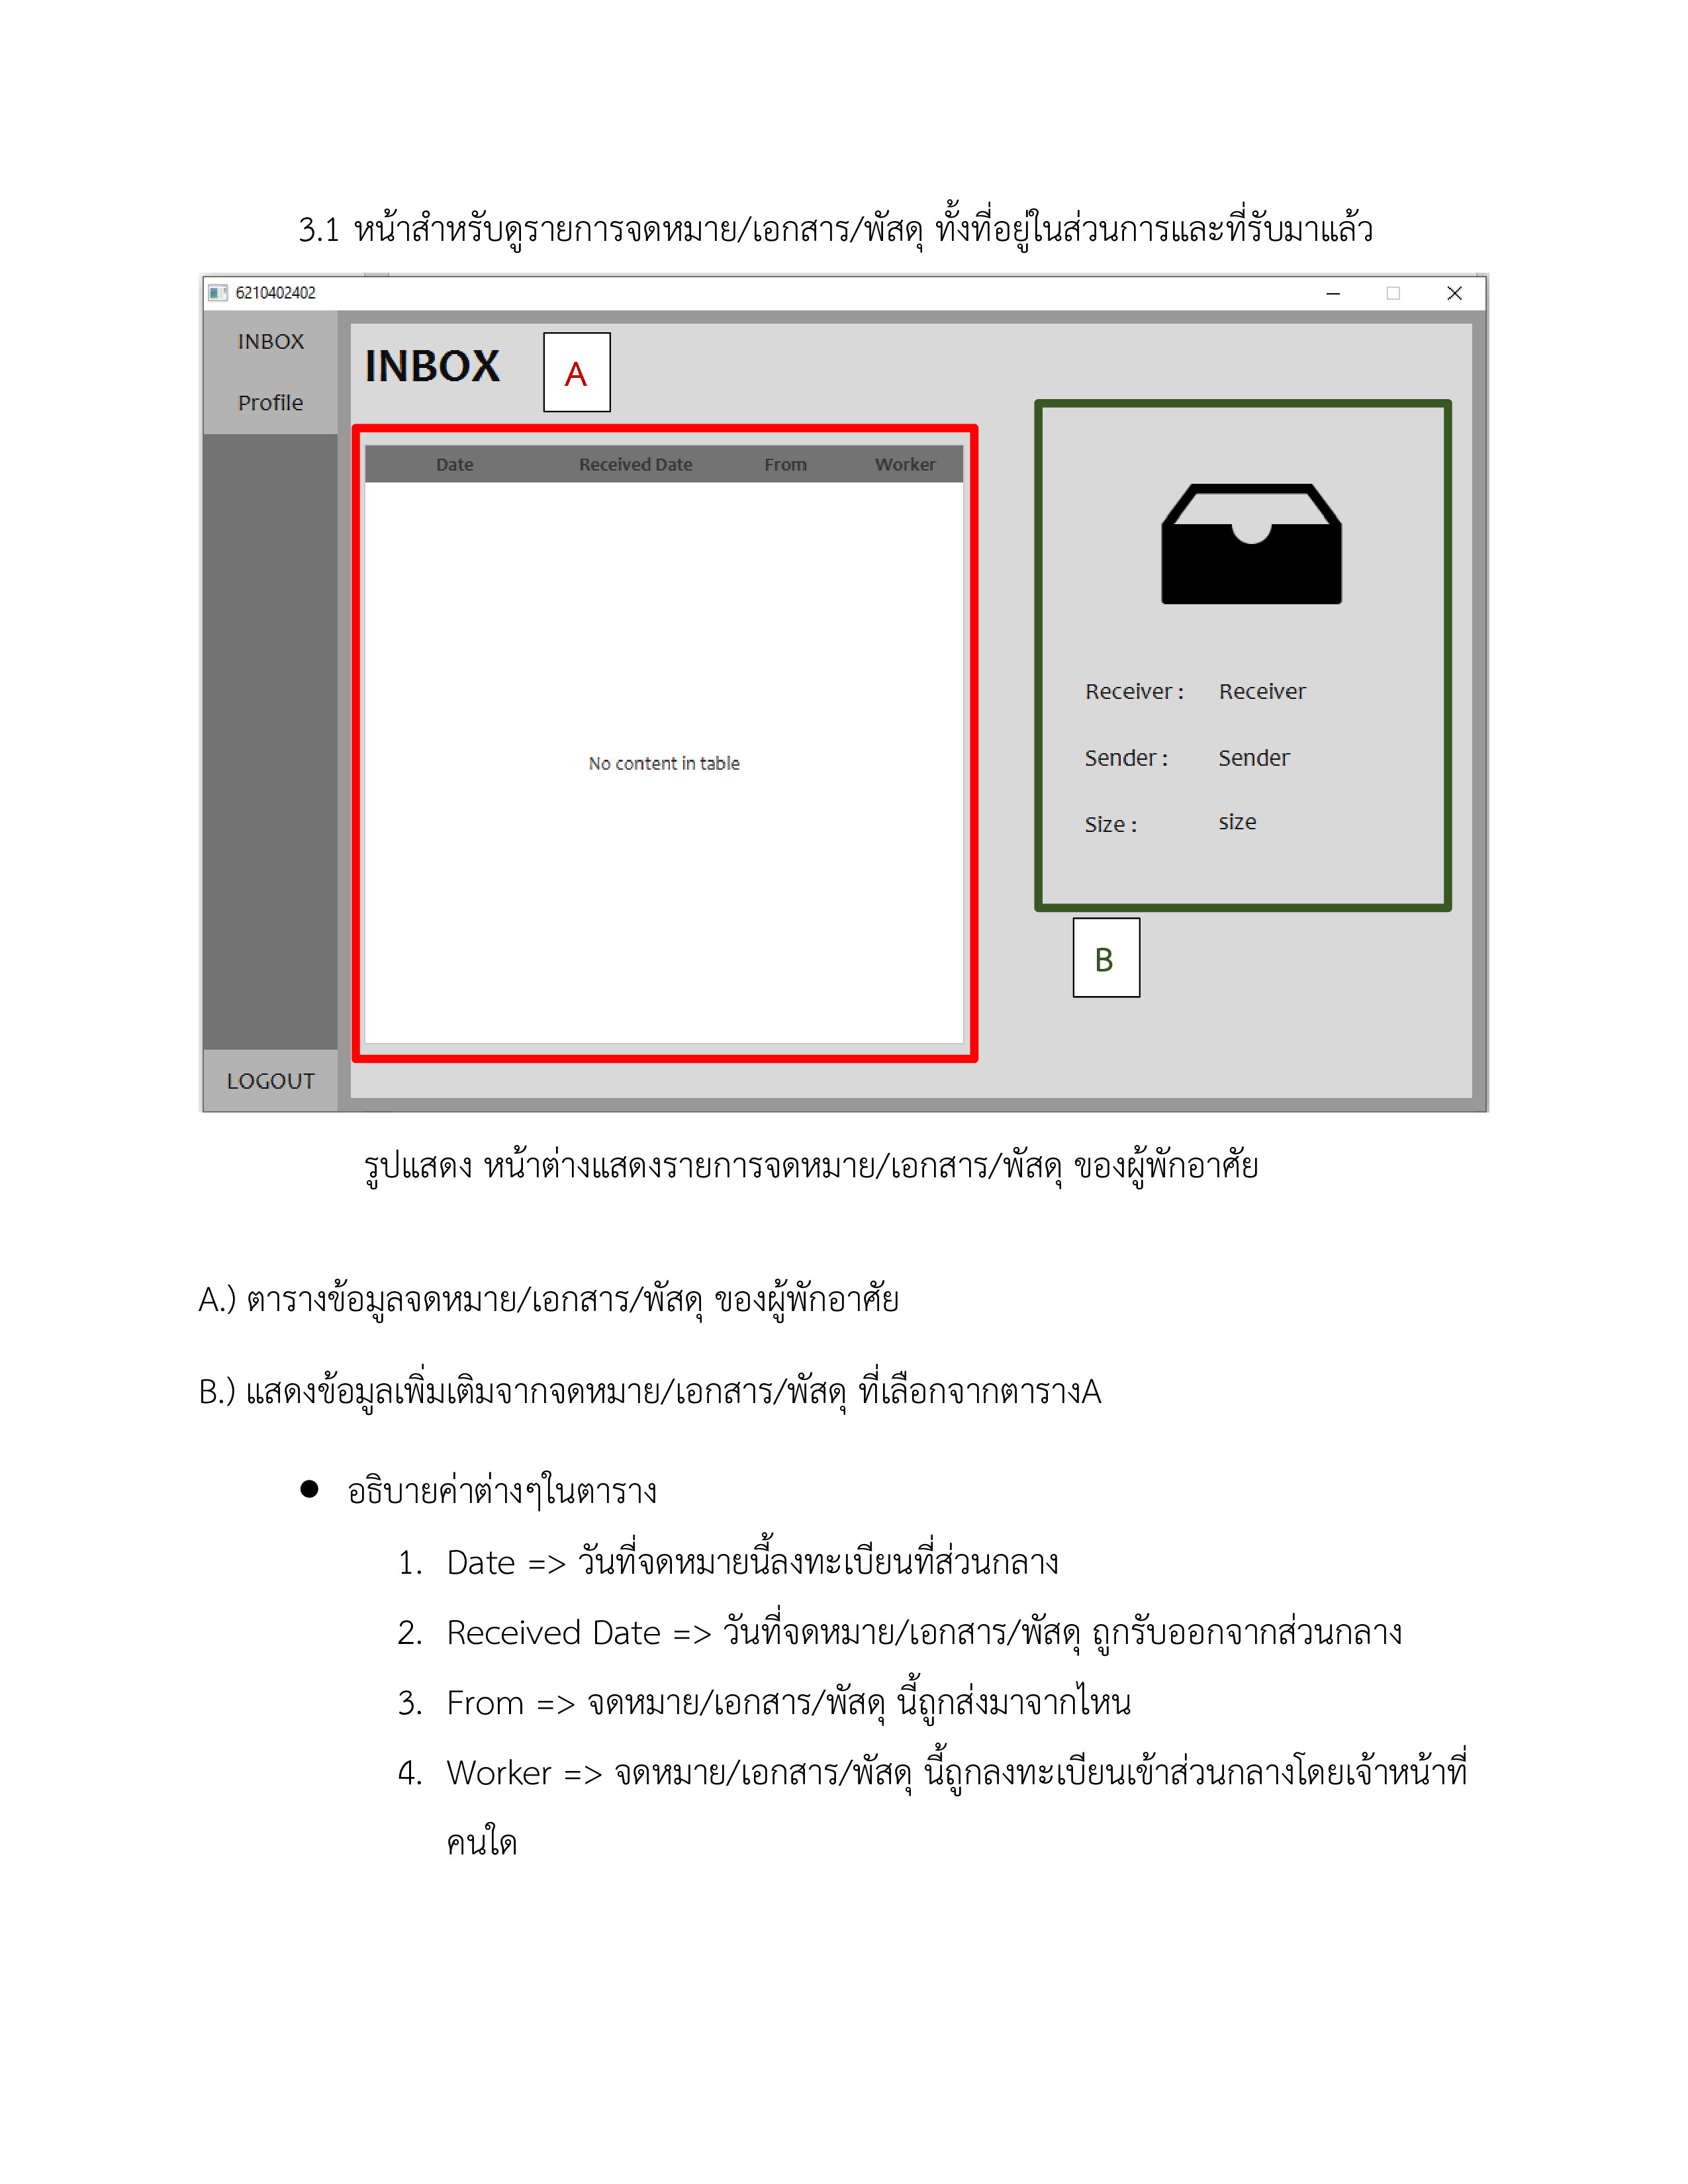 3.1 หน้าสำหรับดูรายการจดหมาย/เอกสาร/พัสดุ ทั้งที่อยู่ในส่วนการและที่รับมาแล้ว
6210402402
INBOX
Profile
LOGOUT
INBOX
A
Date Received Date From Worker
No content in table
Receiver : Receiver
Sender : Sender
Size : size
B
รูปแสดง หน้าต่างแสดงรายการจดหมาย/เอกสาร/พัสดุ ของผู้พักอาศัย
A.) ตารางข้อมูลจดหมาย/เอกสาร/พัสดุ ของผู้พักอาศัย
B.) แสดงข้อมูลเพิ่มเติมจากจดหมาย/เอกสาร/พัสดุ ที่เลือกจากตารางA
● อธิบายค่าต่างๆในตาราง
1. Date => วันที่จดหมายนี้ลงทะเบียนที่ส่วนกลาง
2. Received Date => วันที่จดหมาย/เอกสาร/พัสดุ ถูกรับออกจากส่วนกลาง
3. From => จดหมาย/เอกสาร/พัสดุ นี้ถูกส่งมาจากไหน
4. Worker => จดหมาย/เอกสาร/พัสดุ นี้ถูกลงทะเบียนเข้าส่วนกลางโดยเจ้าหน้าที่
คนใด